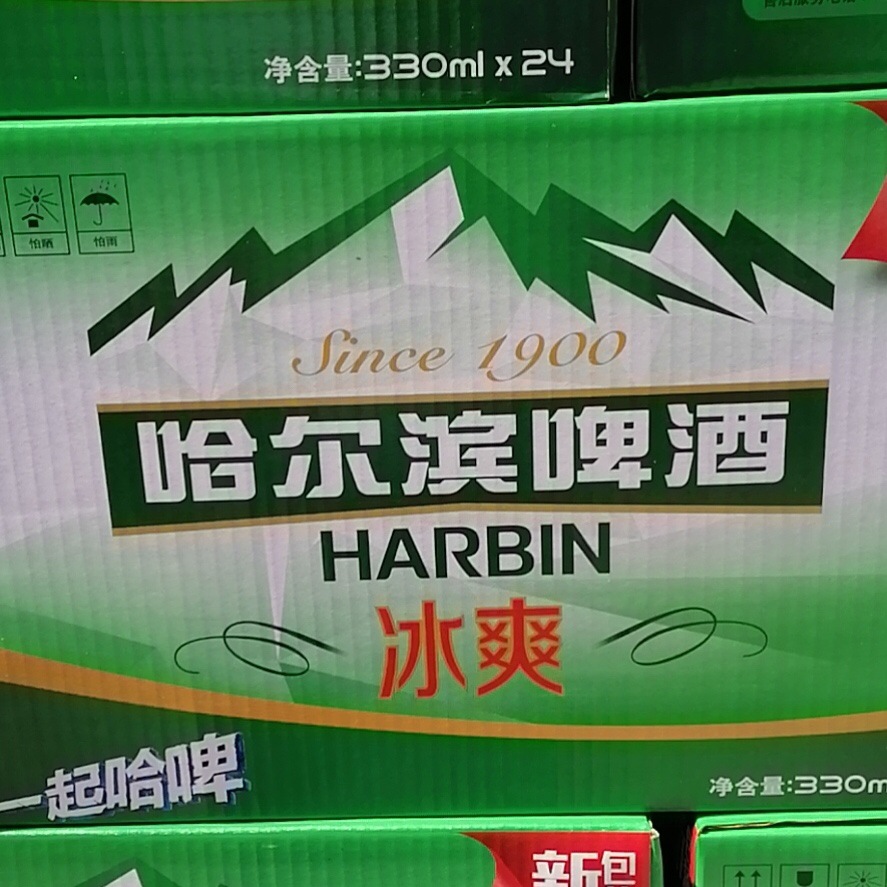 净含量:330ml x 24
怕晒
怕雨
Since 1900
哈尔滨啤酒
HARBIN
冰爽
一起哈啤
净含量:330m
新包